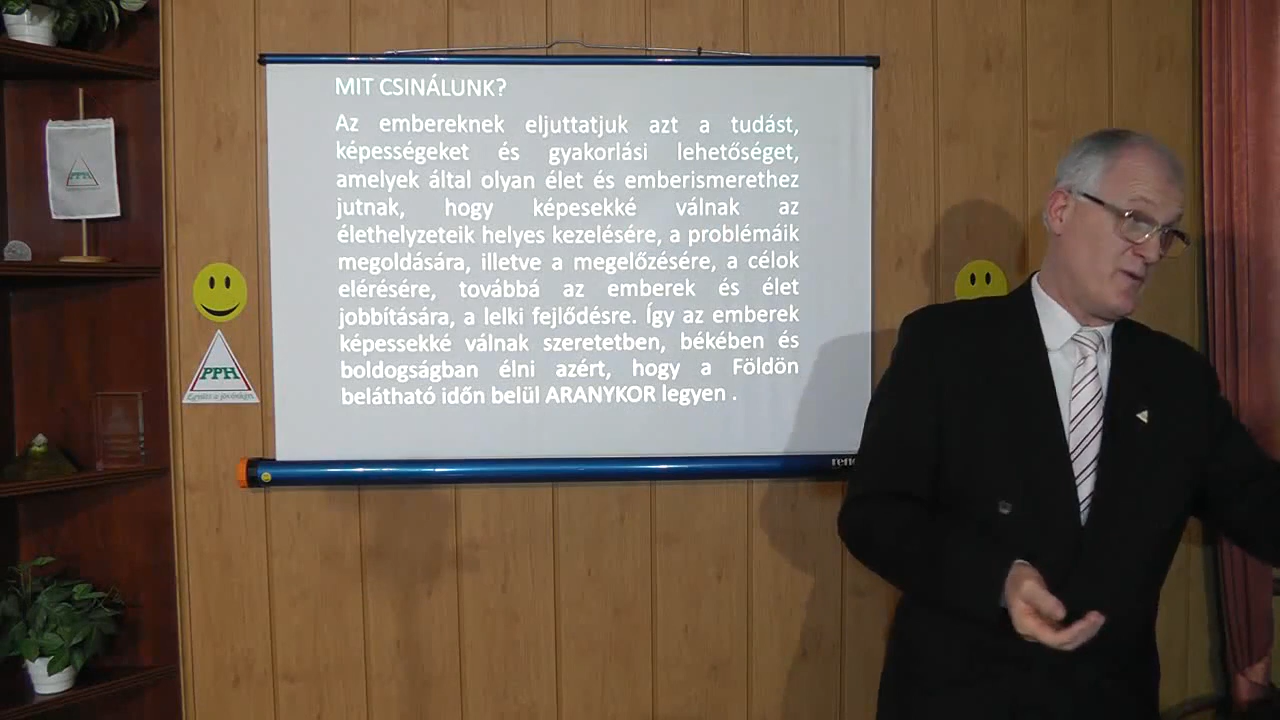 MIT CSINÁLUNK?
Az embereknek eljuttatjuk azt a tudást,
képességeket és gyakorlási lehetőséget,
amelyek által olyan élet és emberismerethez
jutnak, hogy képesekké válnak az
élethelyzeteik helyes kezelésére, a problémáik
megoldására, illetve a megelőzésére, a célok
elérésére, továbbá az emberek és élet
jobbítására, a lelki fejlődésre. Így az emberek
képessekké válnak szeretetben, békében és
boldogságban élni azért, hogy a Földön
belátható időn belül ARANYKOR legyen .
PPH
PPH
Együtt a jövőnkért